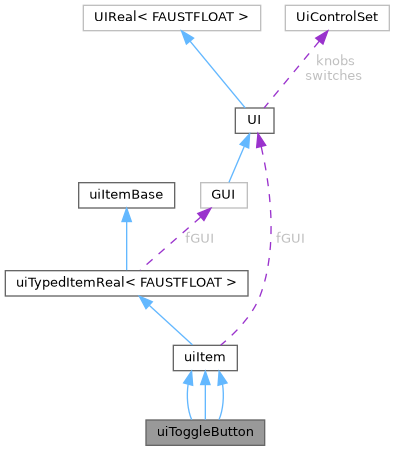 UIReal< FAUSTFLOAT >
UiControlSet
knobs
switches
UI
uiItemBase
GUI
fGUI
fGUI
uiTypedItemReal< FAUSTFLOAT >
uiItem
uiToggleButton